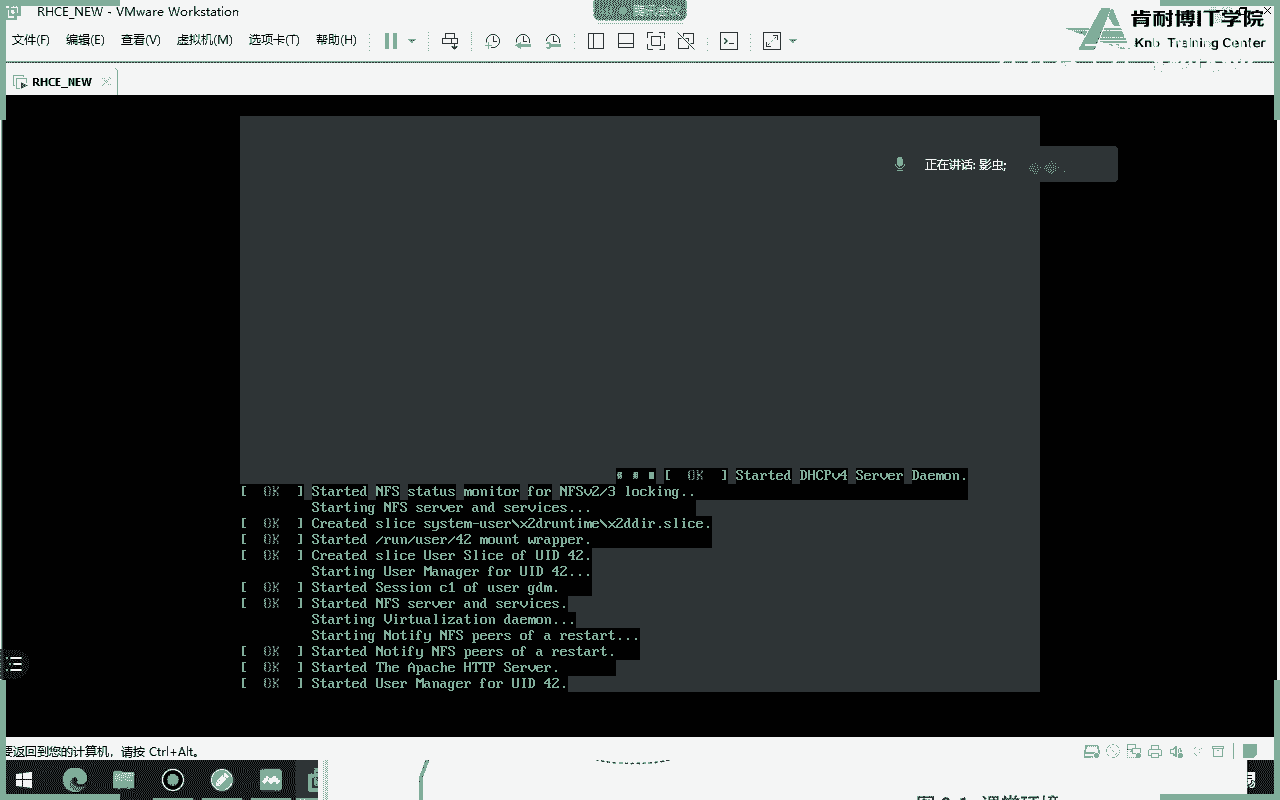 RHCE_NEW - VMware Workstation
肯耐博IT学院
Knb Training Center
文件(F) 编辑(E) 查看(V) 虚拟机(M) 选项卡(T) 帮助(H)
RHCE_NEW
正在讲话: 影虫;
[ OK ] Started DHCPv4 Server Daemon.
[ OK ] Started NFS status monitor for NFSv2/3 locking..
Starting NFS server and services...
[ OK ] Created slice system-user\x2druntime\x2ddir.slice.
[ OK ] Started /run/user/42 mount wrapper.
[ OK ] Created slice User Slice of UID 42.
Starting User Manager for UID 42...
[ OK ] Started Session c1 of user gdm.
[ OK ] Started NFS server and services.
Starting Virtualization daemon...
Starting Notify NFS peers of a restart...
[ OK ] Started Notify NFS peers of a restart.
[ OK ] Started The Apache HTTP Server.
[ OK ] Started User Manager for UID 42.
要返回到您的计算机，请按 Ctrl+Alt。